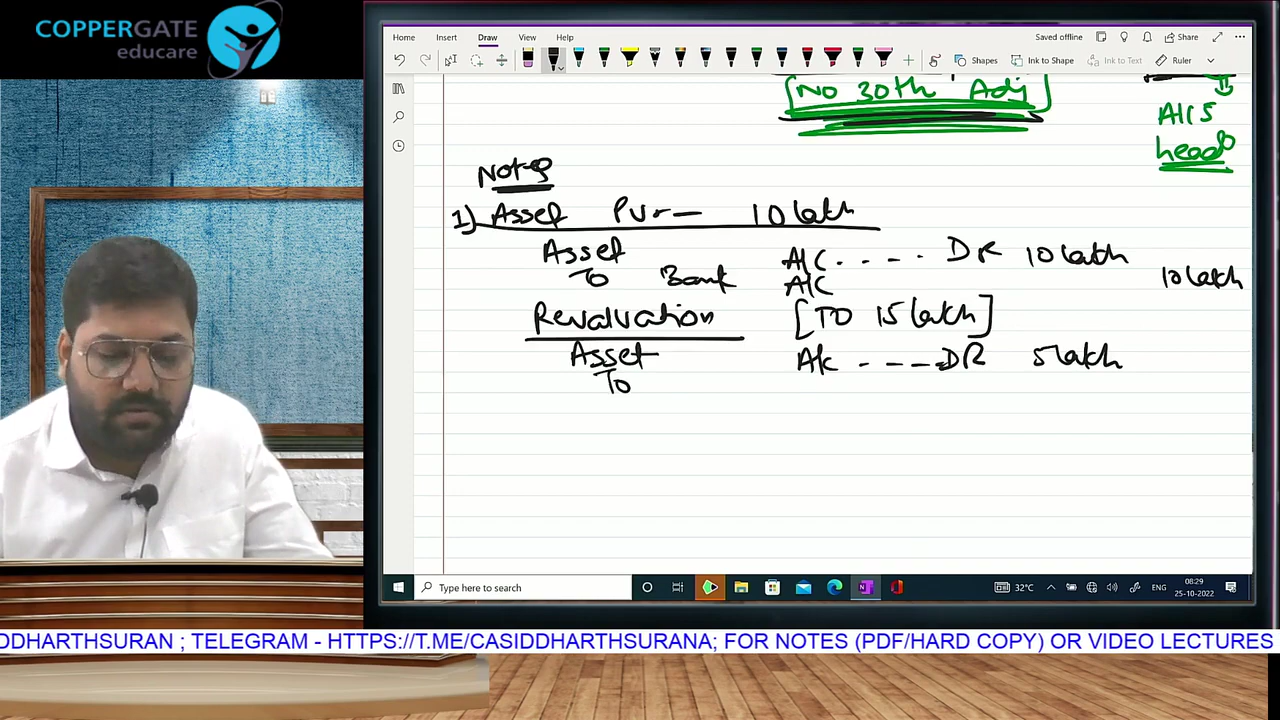 COPPERGATE
educare
Home Insert Draw View Help
Saved offline
Share
Shapes
Ink to Shape
Ink to Text
Ruler
[No 30th Adj]
A/c's
head
Notes
1) Asset Pur— 10 lakh
Asset A/C .... DR 10 lakh
To Bank A/C 10 lakh
Revaluation [TO 15 lakh]
Asset A/c ---- DR 5 lakh
To
Type here to search
32°C
ENG
08:29
25-10-2022
DDHARTHSURAN ; TELEGRAM - HTTPS://T.ME/CASIDDHARTHSURANA; FOR NOTES (PDF/HARD COPY) OR VIDEO LECTURES